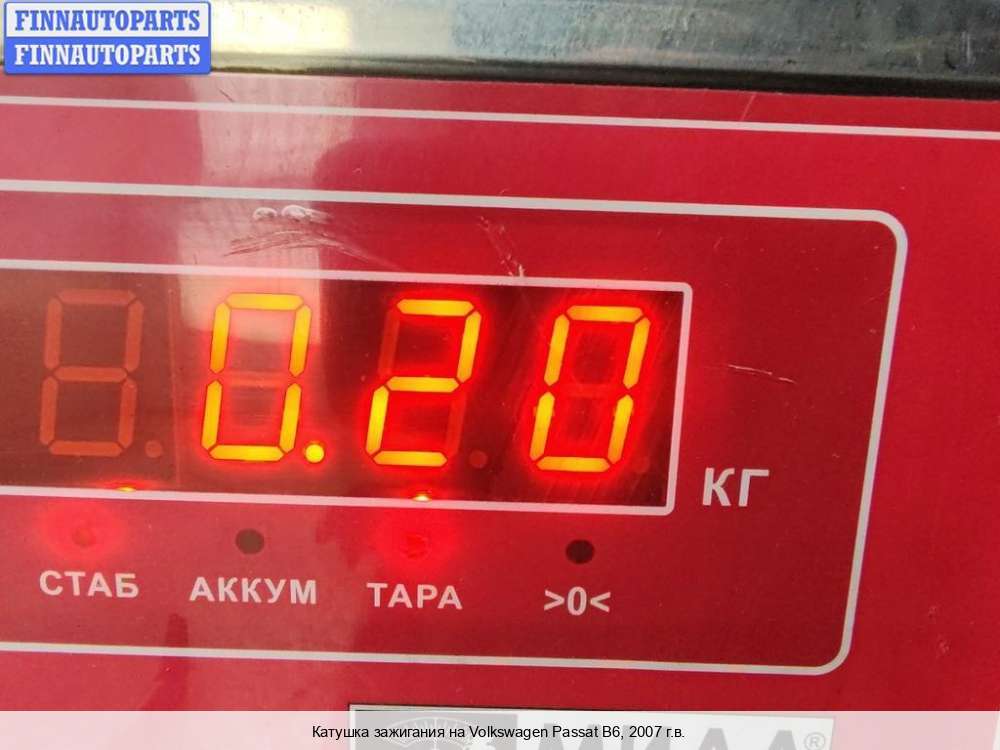 FINNAUTOPARTS
FINNAUTOPARTS
0.20
КГ
СТАБ АККУМ ТАРА >0<
Катушка зажигания на Volkswagen Passat B6, 2007 г.в.